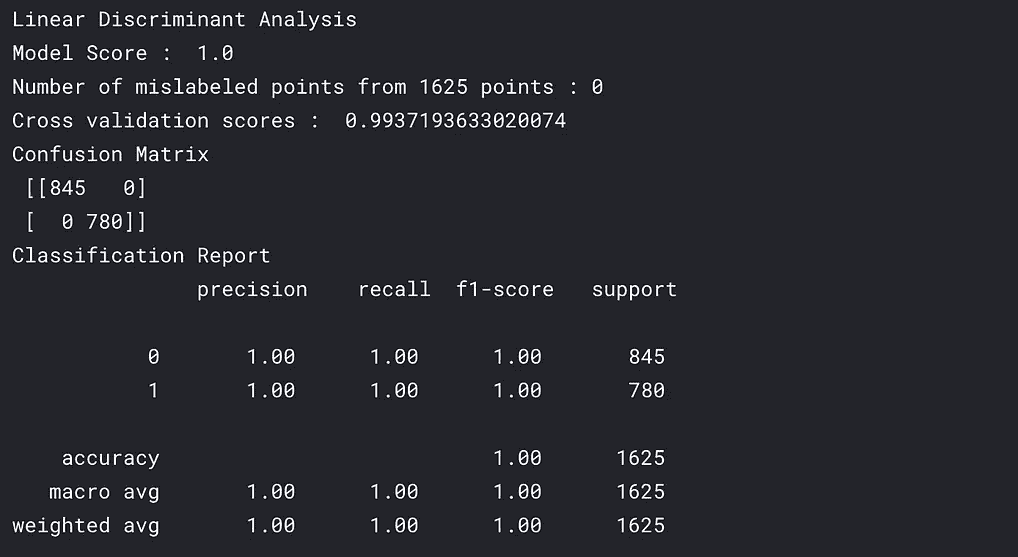 Linear Discriminant Analysis
Model Score :  1.0
Number of mislabeled points from 1625 points : 0
Cross validation scores :  0.9937193633020074
Confusion Matrix
 [[845   0]
 [  0 780]]
Classification Report
               precision    recall  f1-score   support

           0       1.00      1.00      1.00       845
           1       1.00      1.00      1.00       780

    accuracy                           1.00      1625
   macro avg       1.00      1.00      1.00      1625
weighted avg       1.00      1.00      1.00      1625